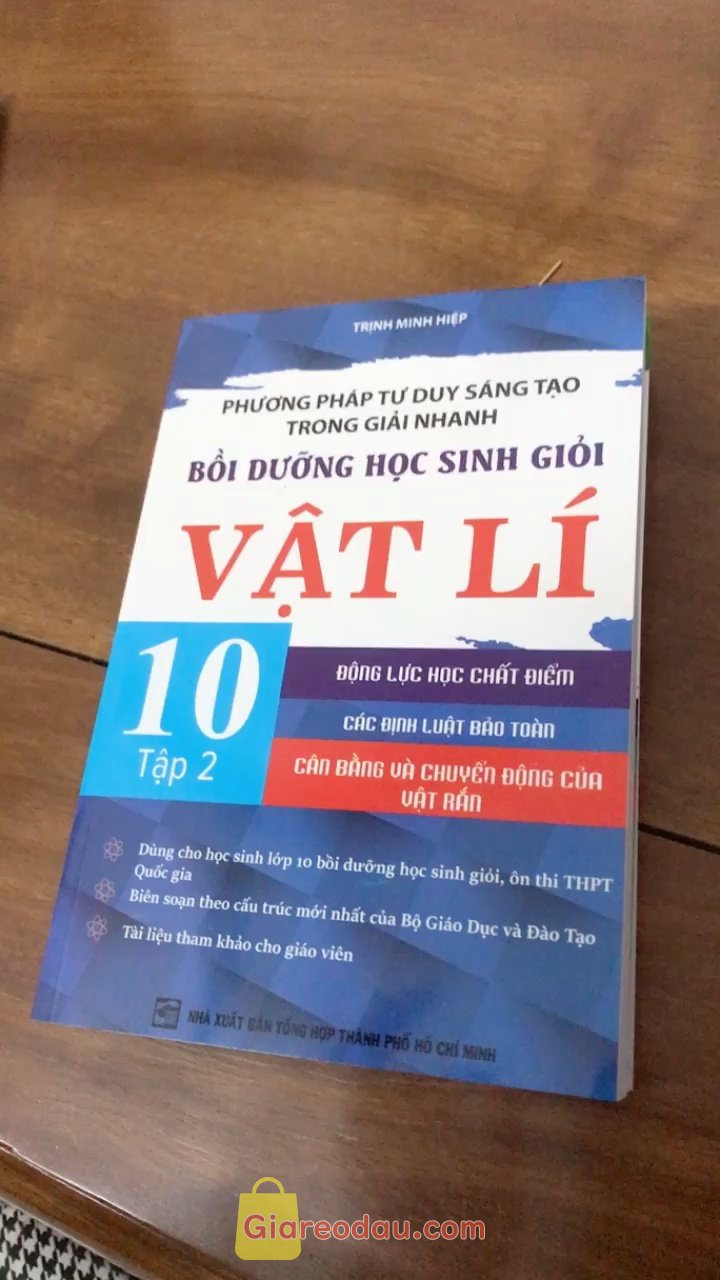 TRỊNH MINH HIỆP
PHƯƠNG PHÁP TƯ DUY SÁNG TẠO
TRONG GIẢI NHANH
BỒI DƯỠNG HỌC SINH GIỎI
VẬT LÍ
10
Tập 2
ĐỘNG LỰC HỌC CHẤT ĐIỂM
CÁC ĐỊNH LUẬT BẢO TOÀN
CÂN BẰNG VÀ CHUYỂN ĐỘNG CỦA
VẬT RẮN
Dùng cho học sinh lớp 10 bồi dưỡng học sinh giỏi, ôn thi THPT
Quốc gia
Biên soạn theo cấu trúc mới nhất của Bộ Giáo Dục và Đào Tạo
Tài liệu tham khảo cho giáo viên
NHÀ XUẤT BẢN TỔNG HỢP THÀNH PHỐ HỒ CHÍ MINH
Giareodau.com